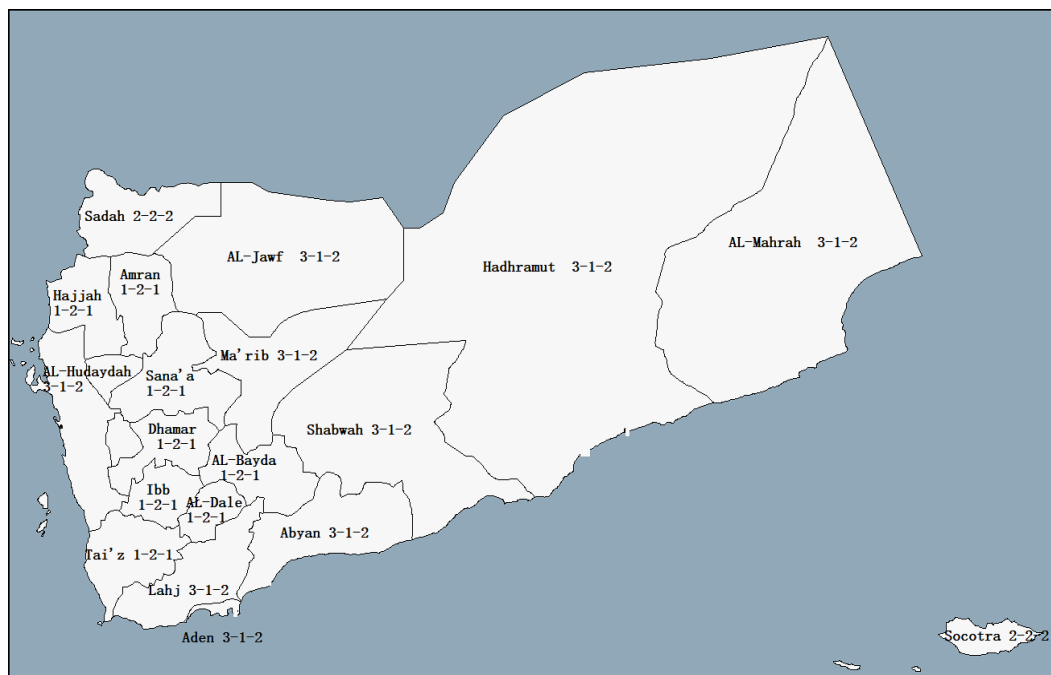 Sadah 2-2-2
AL-Jawf 3-1-2
AL-Mahrah 3-1-2
Hadhramut 3-1-2
Amran
1-2-1
Hajjah
1-2-1
Ma'rib 3-1-2
AL-Hudaydah
3-1-2
Sana'a
1-2-1
Shabwah 3-1-2
Dhamar
1-2-1
AL-Bayda
1-2-1
Ibb
1-2-1
AL-Dale
1-2-1
Abyan 3-1-2
Tai'z 1-2-1
Lahj 3-1-2
Aden 3-1-2
Socotra 2-2-2